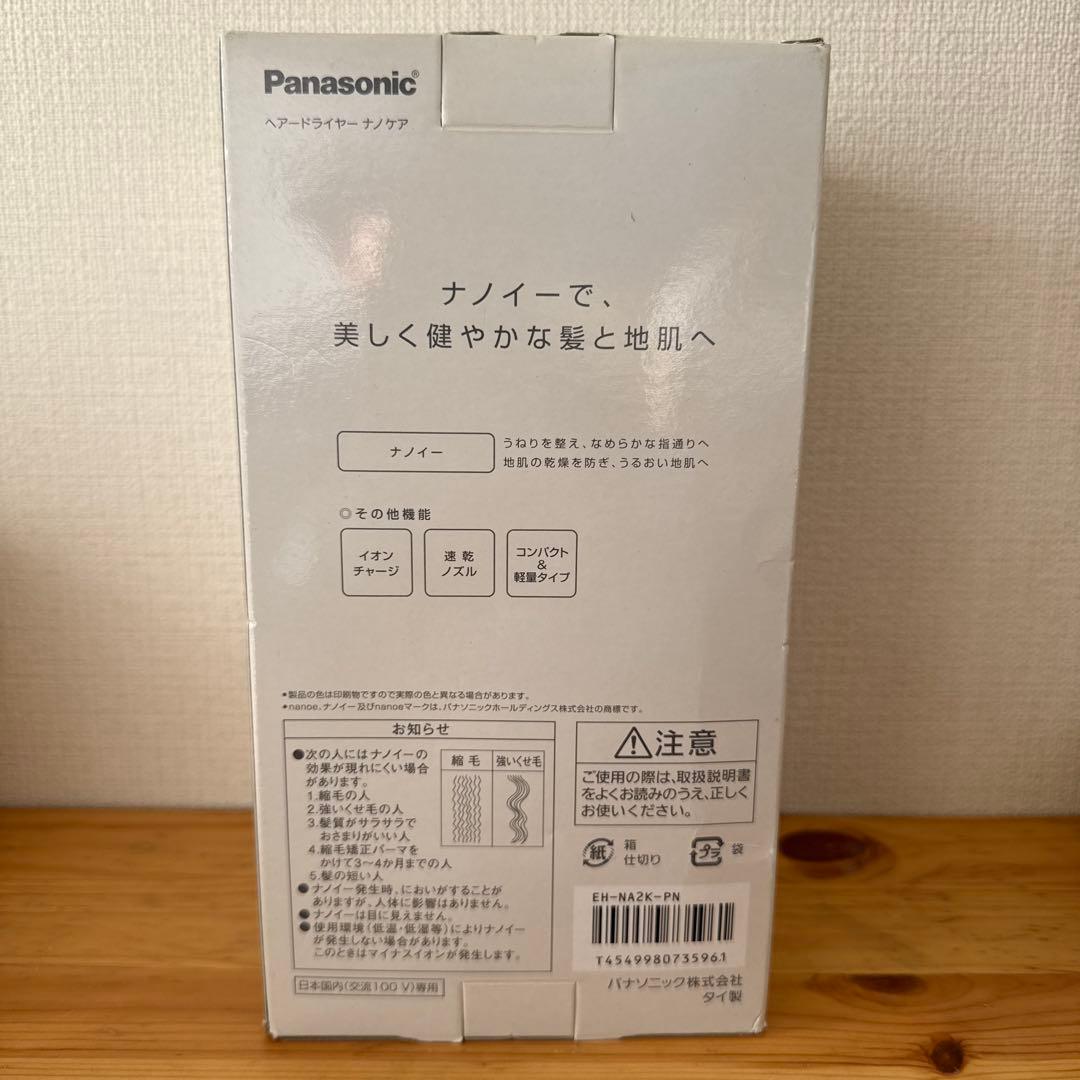 Panasonic®
ヘアードライヤー ナノケア
ナノイーで、
美しく健やかな髪と地肌へ
ナノイー
うねりを整え、なめらかな指通りへ
地肌の乾燥を防ぎ、うるおい地肌へ
◎その他機能
イオン
チャージ
速乾
ノズル
コンパクト
&
軽量タイプ
*製品の色は印刷物ですので実際の色と異なる場合があります。
*nanoe、ナノイー及びnanoeマークは、パナソニックホールディングス株式会社の商標です。
お知らせ
●次の人にはナノイーの
効果が現れにくい場合
があります。
1.縮毛の人
2.強いくせ毛の人
3.髪質がサラサラで
おさまりがいい人
4.縮毛矯正パーマを
かけて3〜4か月までの人
5.髪の短い人
縮毛
強いくせ毛
●ナノイー発生時、においがすることが
ありますが、人体に影響はありません。
●ナノイーは目に見えません。
●使用環境(低温・低湿等)によりナノイー
が発生しない場合があります。
このときはマイナスイオンが発生します。
日本国内(交流100 V)専用
⚠注意
ご使用の際は、取扱説明書
をよくお読みのうえ、正しく
お使いください。
紙
箱
仕切り
プラ
袋
EH-NA2K-PN
T4549980735961
パナソニック株式会社
タイ製